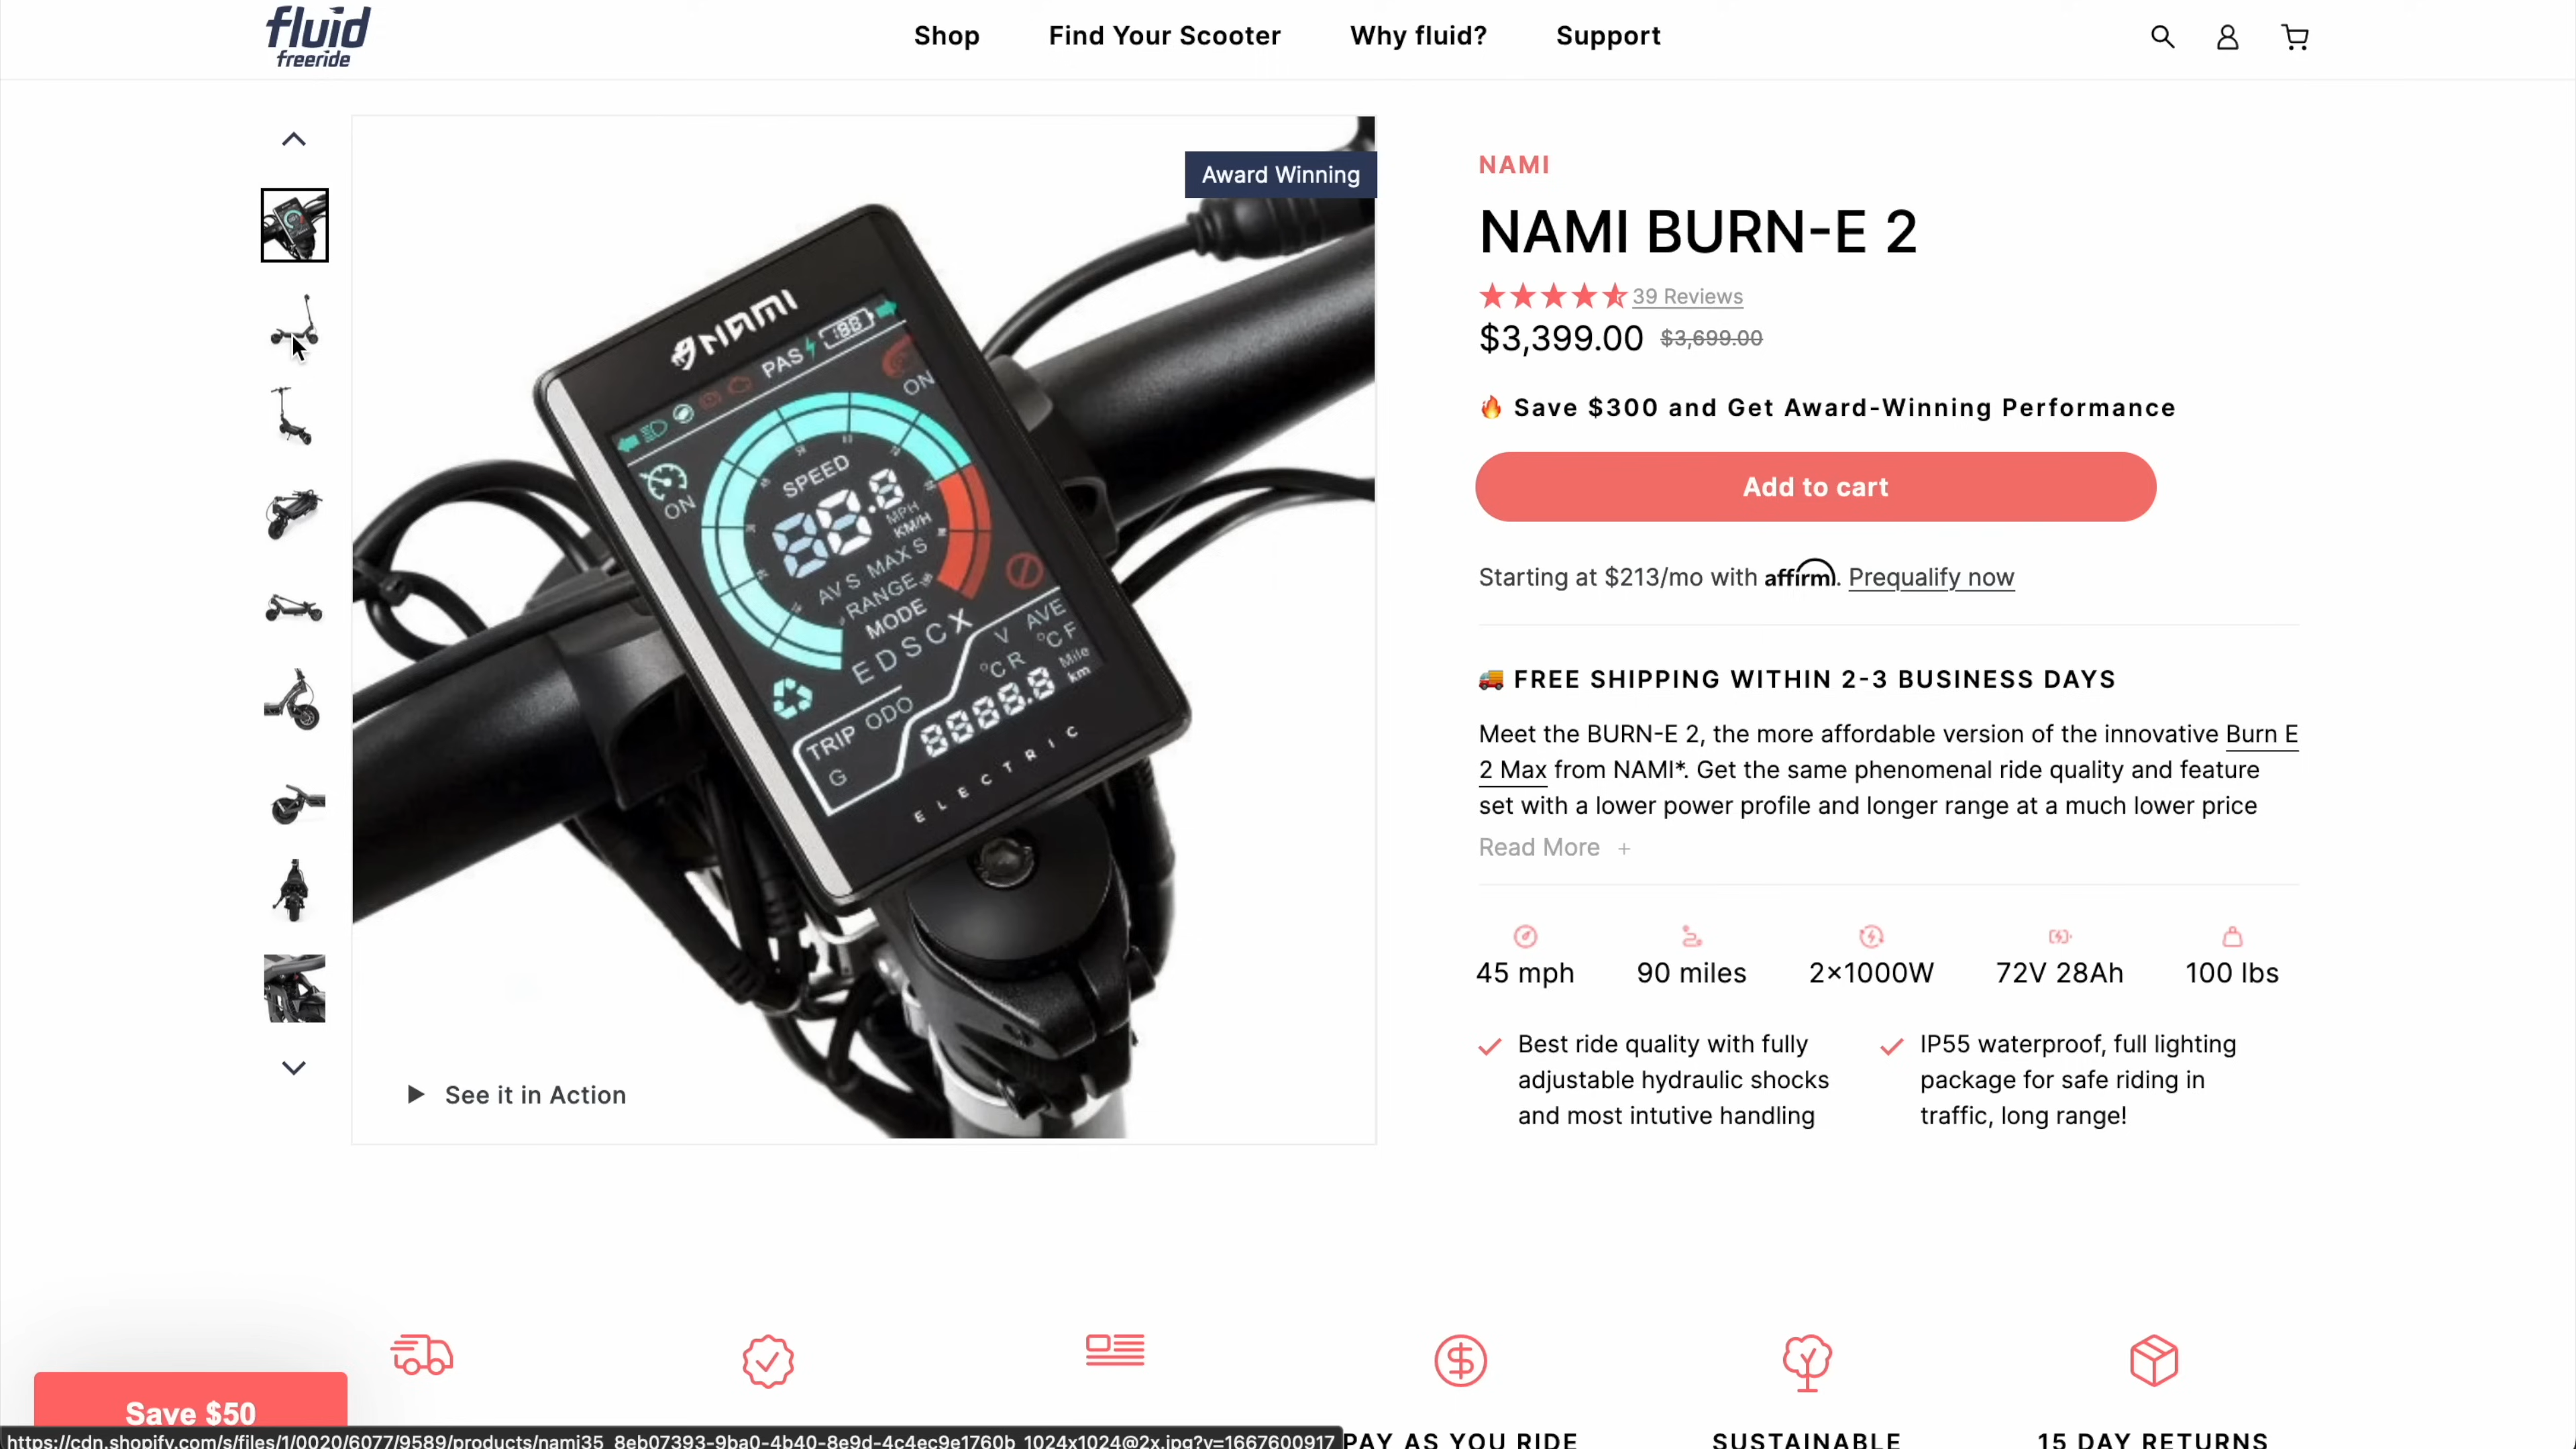 fluid
freeride
Shop
Find Your Scooter
Why fluid?
Support
Award Winning
NAMI
PAS
188
ON
ON
SPEED
88.8
MPH
KM/H
AV S MAX S
RANGE
MODE
E D S C X
V AVE
°C R °C F
TRIP ODO
G
8888.8
Mile
km
ELECTRIC
See it in Action
NAMI
NAMI BURN-E 2
39 Reviews
$3,399.00 $3,699.00
🔥 Save $300 and Get Award-Winning Performance
Add to cart
Starting at $213/mo with affirm. Prequalify now
🚚 FREE SHIPPING WITHIN 2-3 BUSINESS DAYS
Meet the BURN-E 2, the more affordable version of the innovative Burn E
2 Max from NAMI*. Get the same phenomenal ride quality and feature
set with a lower power profile and longer range at a much lower price
Read More +
45 mph
90 miles
2×1000W
72V 28Ah
100 lbs
Best ride quality with fully
adjustable hydraulic shocks
and most intutive handling
IP55 waterproof, full lighting
package for safe riding in
traffic, long range!
Save $50
https://cdn.shopify.com/s/files/1/0020/6077/9589/products/nami35_8eb07393-9ba0-4b40-8e9d-4c4ec9e1760b_1024x1024@2x.jpg?v=1667600917
PAY AS YOU RIDE
SUSTAINABLE
15 DAY RETURNS